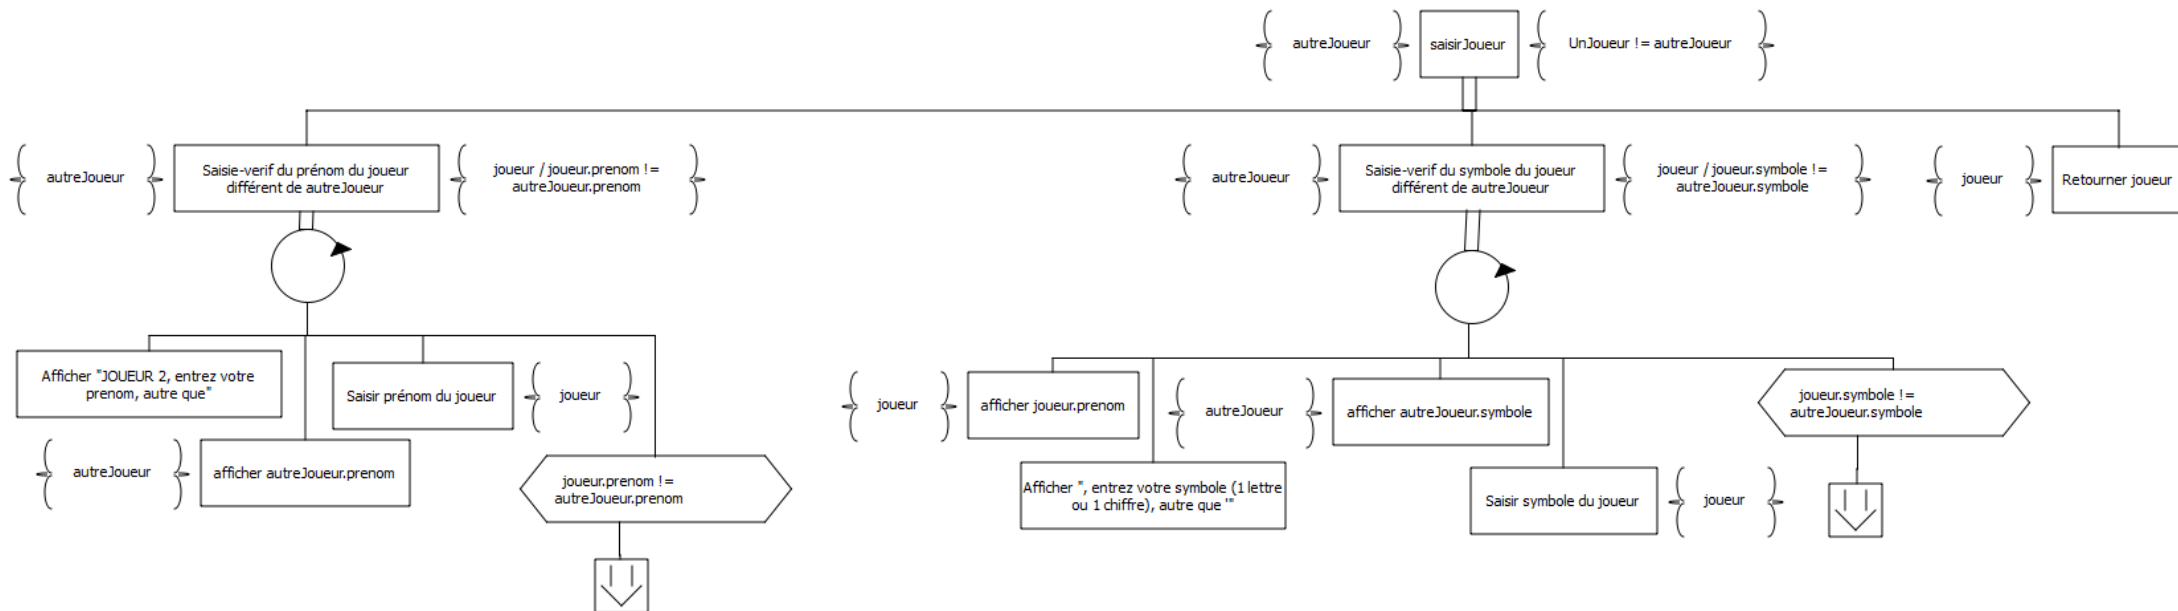 autreJoueur
saisirJoueur
UnJoueur != autreJoueur
autreJoueur
Saisie-verif du prénom du joueur
différent de autreJoueur
joueur / joueur.prenom !=
autreJoueur.prenom
autreJoueur
Saisie-verif du symbole du joueur
différent de autreJoueur
joueur / joueur.symbole !=
autreJoueur.symbole
joueur
Retourner joueur
Afficher "JOUEUR 2, entrez votre
prenom, autre que"
autreJoueur
afficher autreJoueur.prenom
Saisir prénom du joueur
joueur
joueur.prenom !=
autreJoueur.prenom
joueur
afficher joueur.prenom
Afficher ", entrez votre symbole (1 lettre
ou 1 chiffre), autre que '"
autreJoueur
afficher autreJoueur.symbole
Saisir symbole du joueur
joueur
joueur.symbole !=
autreJoueur.symbole